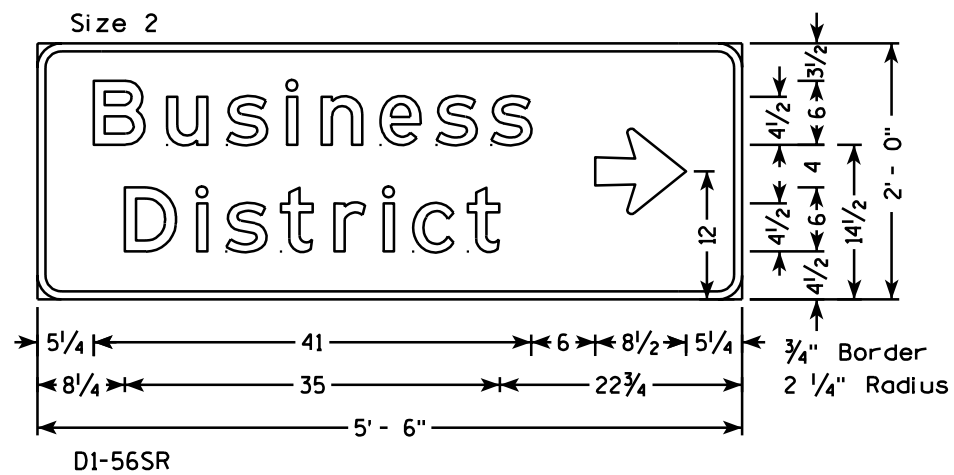 Size 2
Business
District
12
3½
6
4½
4
6
4½
4½
14½
2' - 0"
5¼ 41 6 8½ 5¼
¾" Border
8¼ 35 22¾
2 ¼" Radius
5' - 6"
D1-56SR